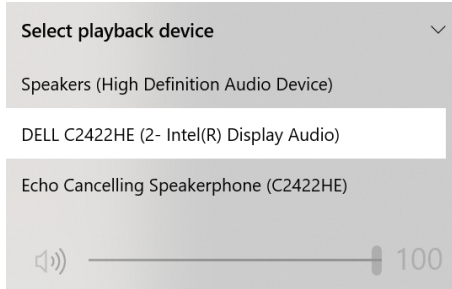 Select playback device
Speakers (High Definition Audio Device)
DELL C2422HE (2- Intel(R) Display Audio)
Echo Cancelling Speakerphone (C2422HE)
100